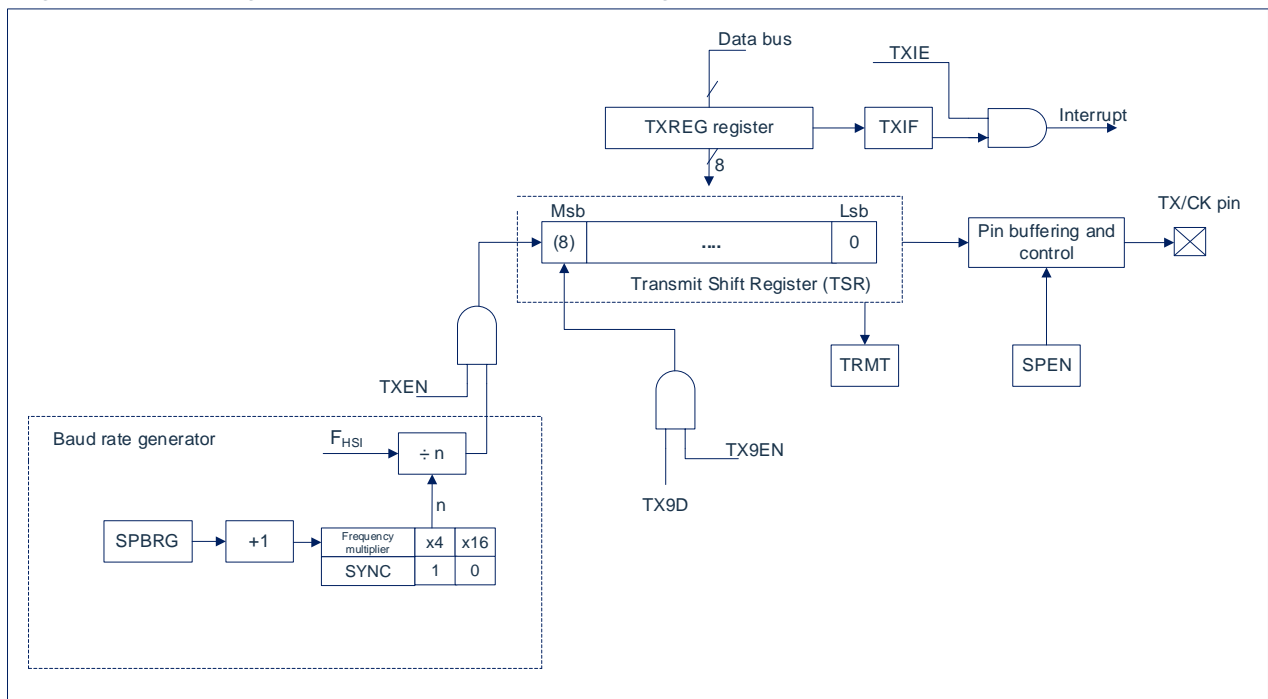 Data bus
TXIE
TXREG register
TXIF
Interrupt
8
Msb
Lsb
TX/CK pin
(8)
....
0
Pin buffering and
control
Transmit Shift Register (TSR)
TRMT
SPEN
TXEN
Baud rate generator
FHSI
÷ n
TX9EN
n
TX9D
SPBRG
+1
Frequency
multiplier
x4
x16
SYNC
1
0